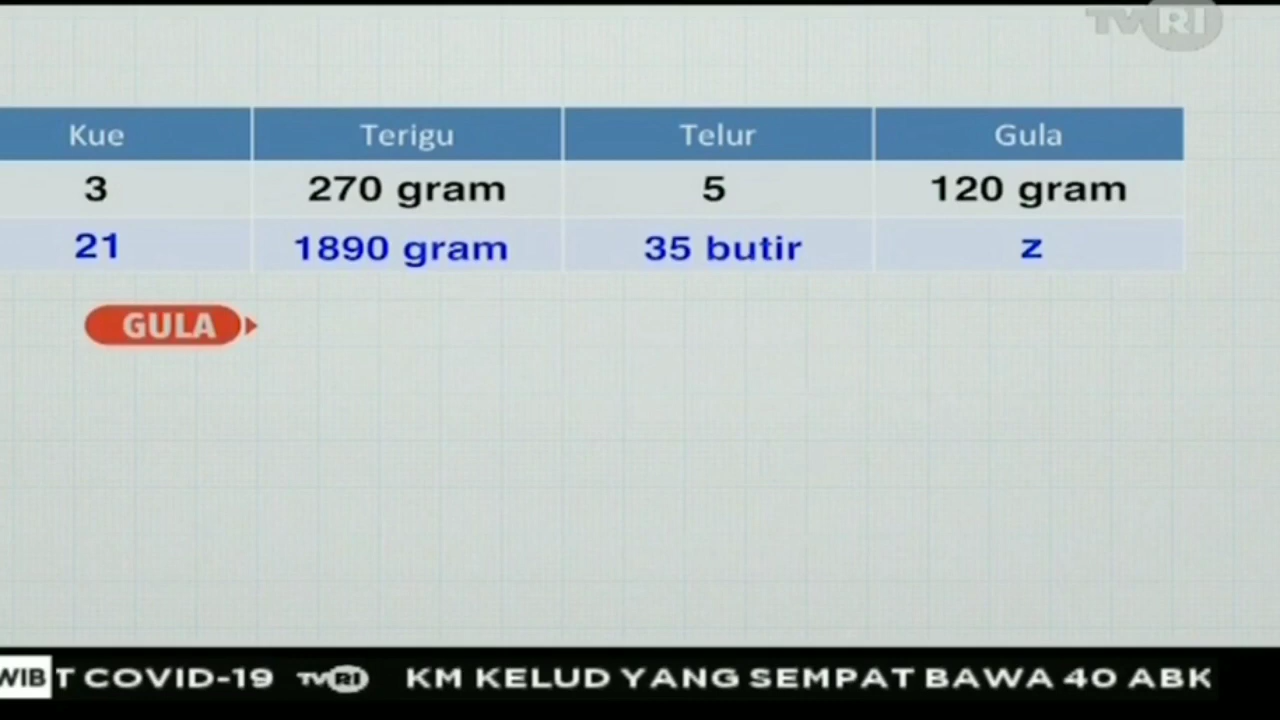 TVRI
Kue Terigu Telur Gula
3 270 gram 5 120 gram
21 1890 gram 35 butir z
GULA
WIB T COVID-19 TVRI KM KELUD YANG SEMPAT BAWA 40 ABK